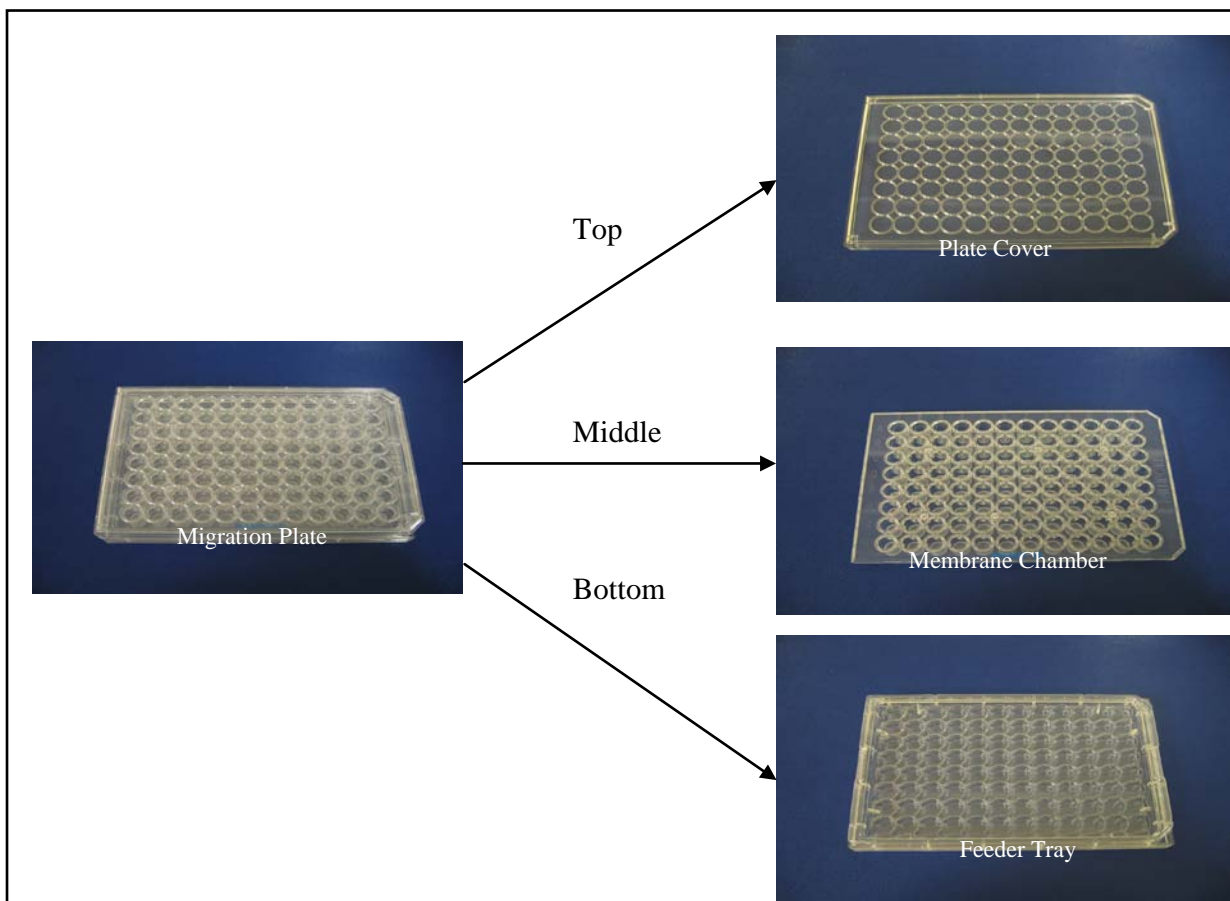 Top
Plate Cover
Middle
Migration Plate
Membrane Chamber
Bottom
Feeder Tray